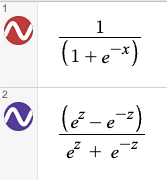 1
1
(1 + e^-x)
2
(e^z − e^-z)
e^z + e^-z